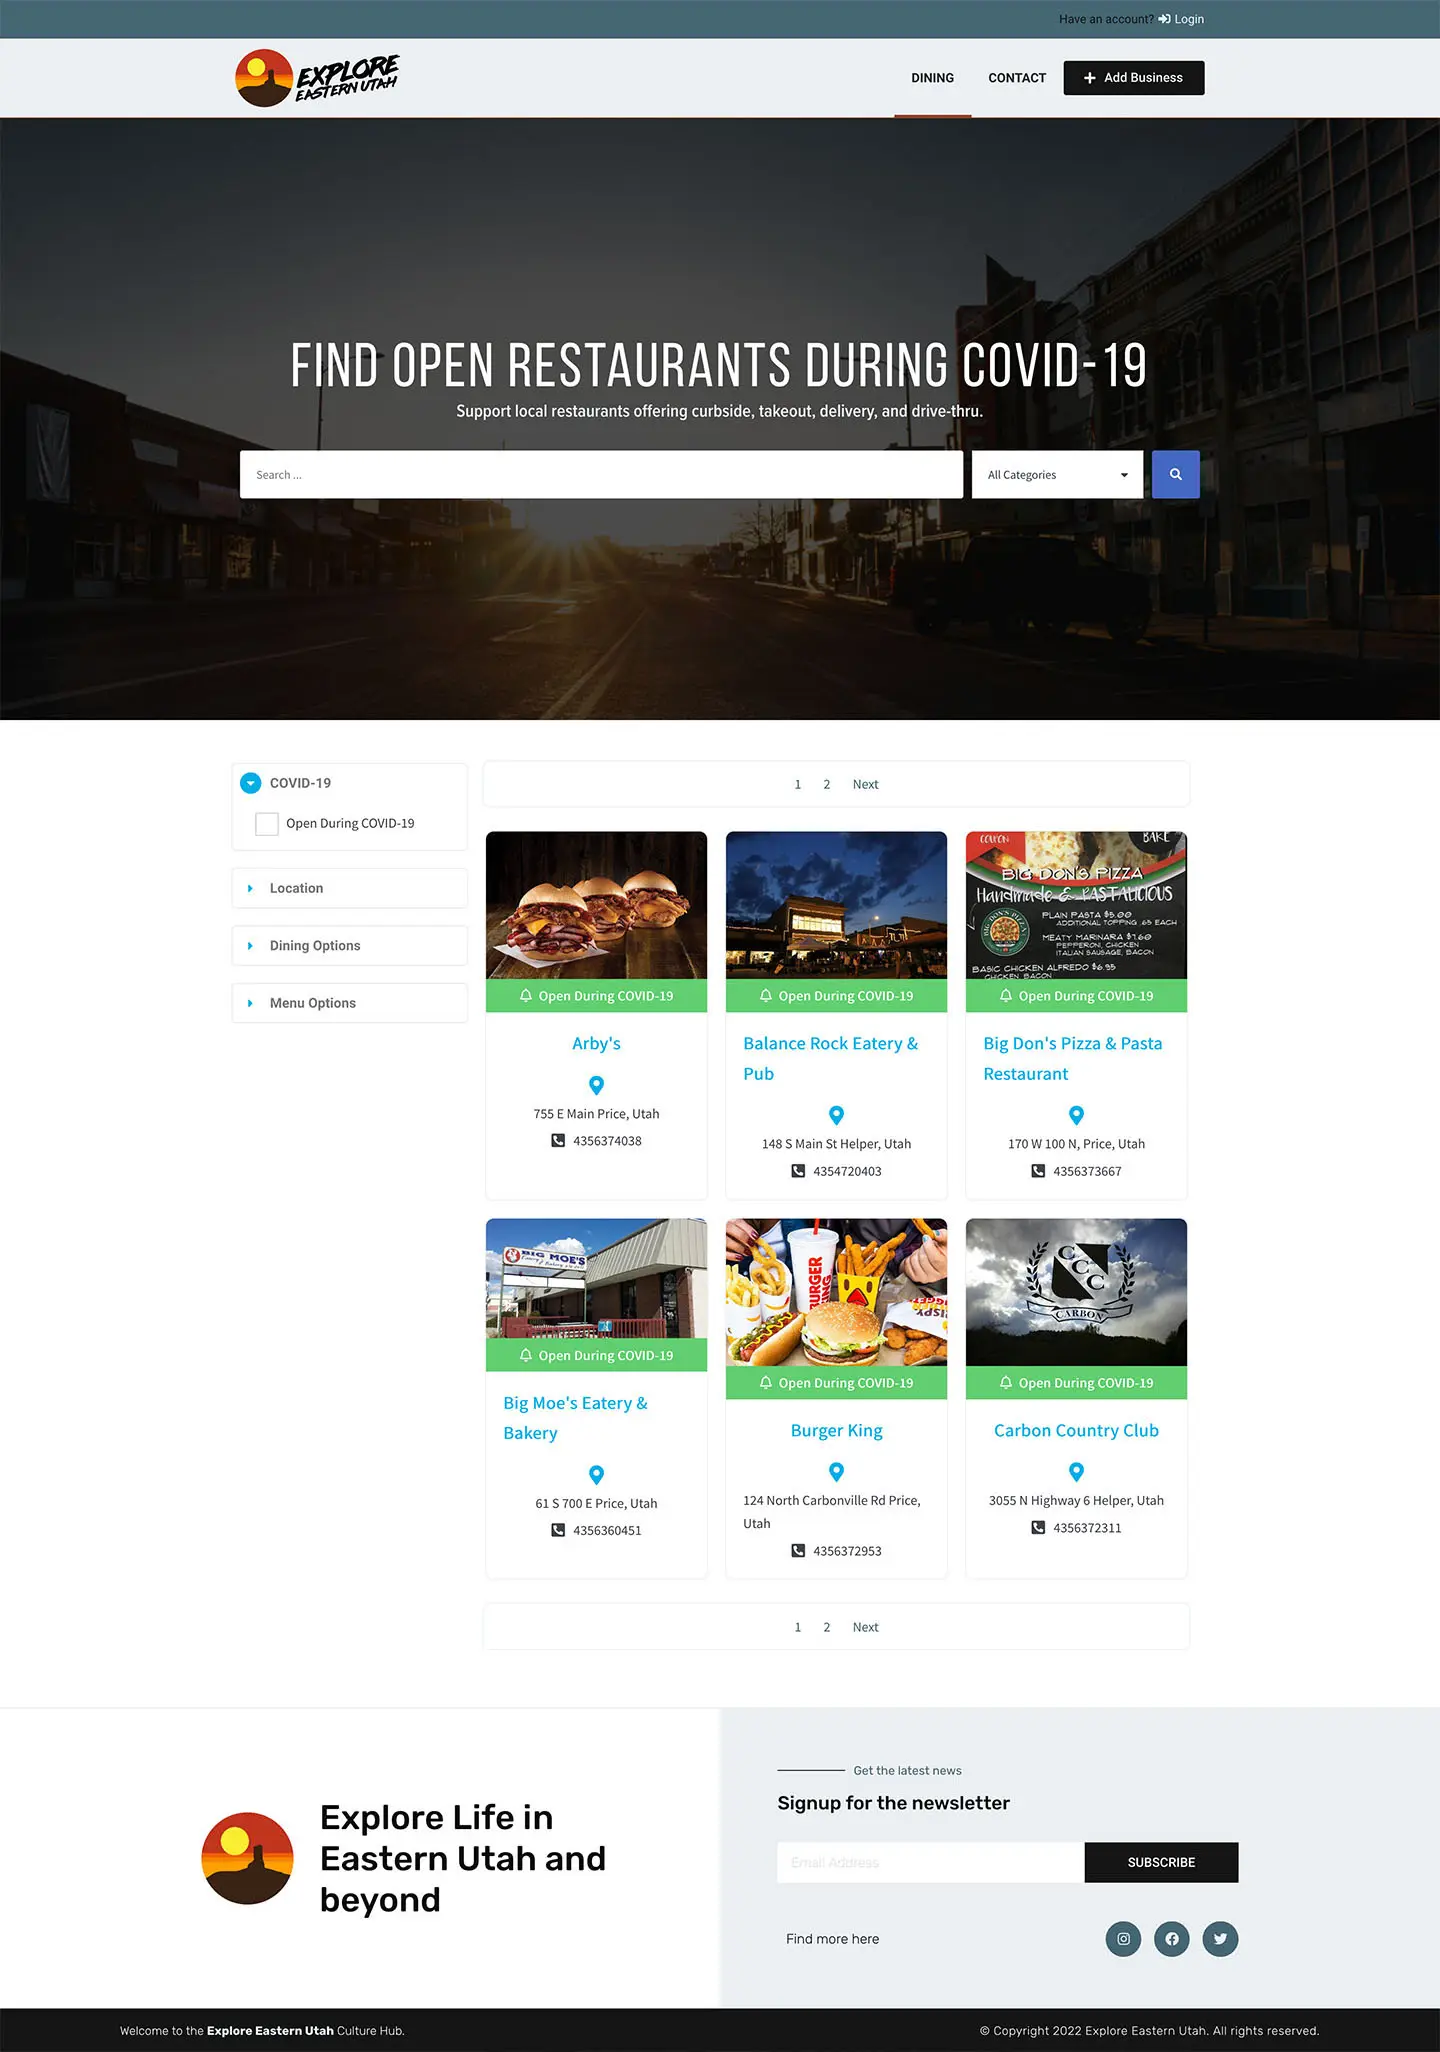 Have an account? Login
EXPLORE
EASTERN UTAH
DINING
CONTACT
Add Business
FIND OPEN RESTAURANTS DURING COVID-19
Support local restaurants offering curbside, takeout, delivery, and drive-thru.
Search ...
All Categories
COVID-19
Open During COVID-19
Location
Dining Options
Menu Options
1 2 Next
Open During COVID-19
Arby's
755 E Main Price, Utah
4356374038
Open During COVID-19
Balance Rock Eatery &
Pub
148 S Main St Helper, Utah
4354720403
COUPON
BAKE
BIG DON'S PIZZA
Handmade & PASTALICIOUS
BIG DON'S PIZZA
PLAIN PASTA $5.00
ADDITIONAL TOPPING .65 EACH
MEATY MARINARA $7.60
PEPPERONI, CHICKEN
ITALIAN SAUSAGE, BACON
BASIC CHICKEN ALFREDO $6.95
CHICKEN, BACON
Open During COVID-19
Big Don's Pizza & Pasta
Restaurant
170 W 100 N, Price, Utah
4356373667
BIG MOE'S
Open During COVID-19
Big Moe's Eatery &
Bakery
61 S 700 E Price, Utah
4356360451
BURGER
KING
Open During COVID-19
Burger King
124 North Carbonville Rd Price,
Utah
4356372953
C
C
C
CARBON
Open During COVID-19
Carbon Country Club
3055 N Highway 6 Helper, Utah
4356372311
1 2 Next
Explore Life in
Eastern Utah and
beyond
Get the latest news
Signup for the newsletter
Email Address
SUBSCRIBE
Find more here
Welcome to the Explore Eastern Utah Culture Hub.
© Copyright 2022 Explore Eastern Utah. All rights reserved.